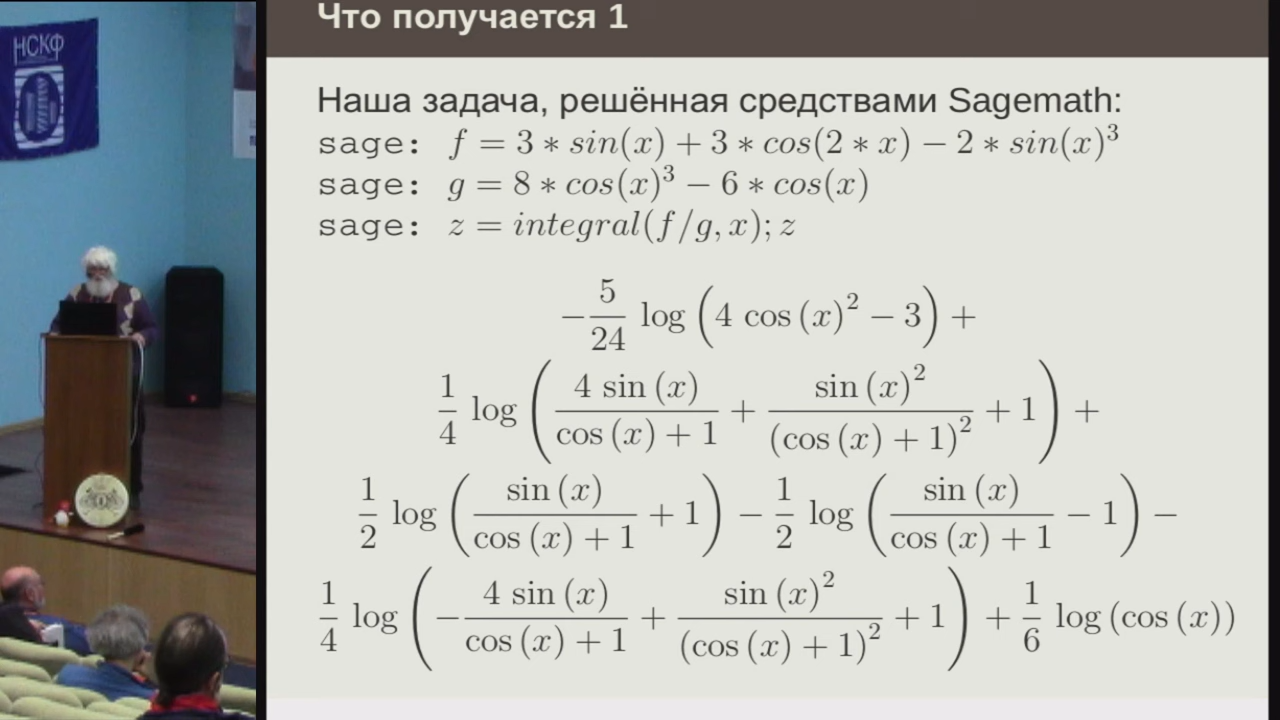 НСКФ
Что получается 1
Наша задача, решённая средствами Sagemath:
sage: f = 3 ∗ sin(x) + 3 ∗ cos(2 ∗ x) − 2 ∗ sin(x)^3
sage: g = 8 ∗ cos(x)^3 − 6 ∗ cos(x)
sage: z = integral(f/g, x); z
−5/24 log (4 cos (x)^2 − 3) +
1/4 log (4 sin (x)/(cos (x) + 1) + sin (x)^2/(cos (x) + 1)^2 + 1) +
1/2 log (sin (x)/(cos (x) + 1) + 1) − 1/2 log (sin (x)/(cos (x) + 1) − 1) −
1/4 log (−4 sin (x)/(cos (x) + 1) + sin (x)^2/(cos (x) + 1)^2 + 1) + 1/6 log (cos (x))